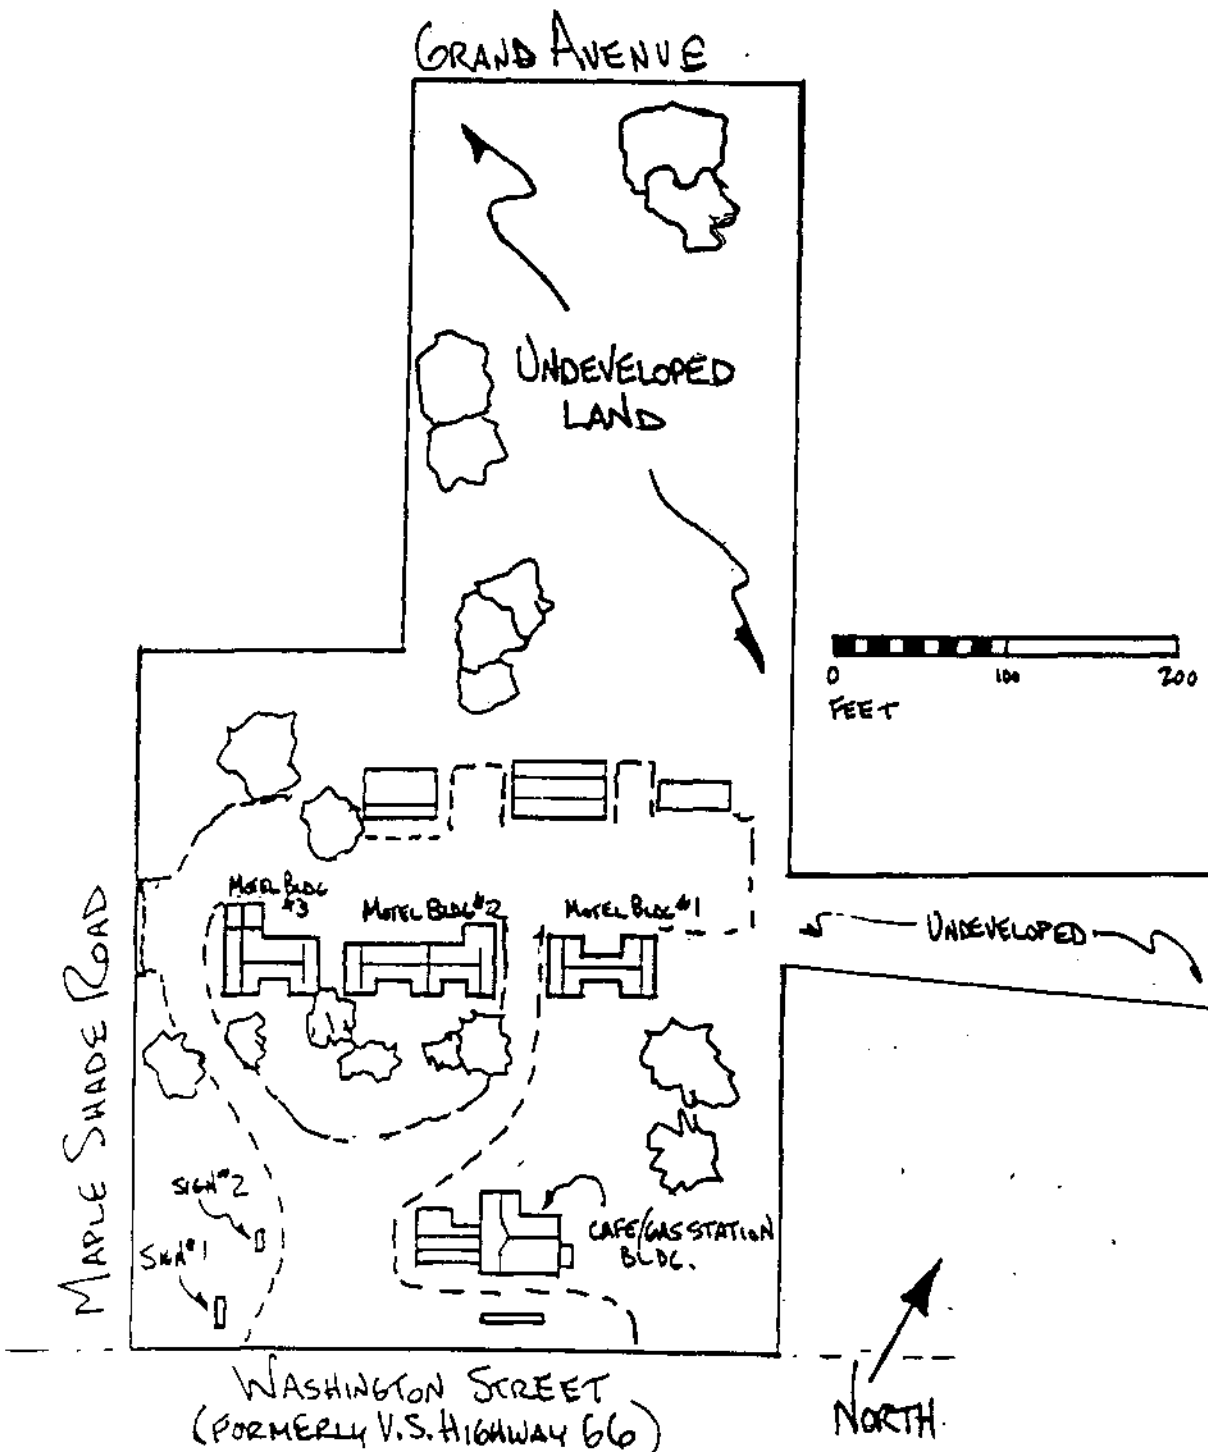 GRAND AVENUE
UNDEVELOPED
LAND
0 100 200
FEET
MOTEL BLDG
#3
MOTEL BLDG #2
MOTEL BLDG #1
UNDEVELOPED
MAPLE SHADE ROAD
SIGN #2
SIGN #1
CAFE/GAS STATION
BLDG.
WASHINGTON STREET
(FORMERLY U.S. HIGHWAY 66)
NORTH